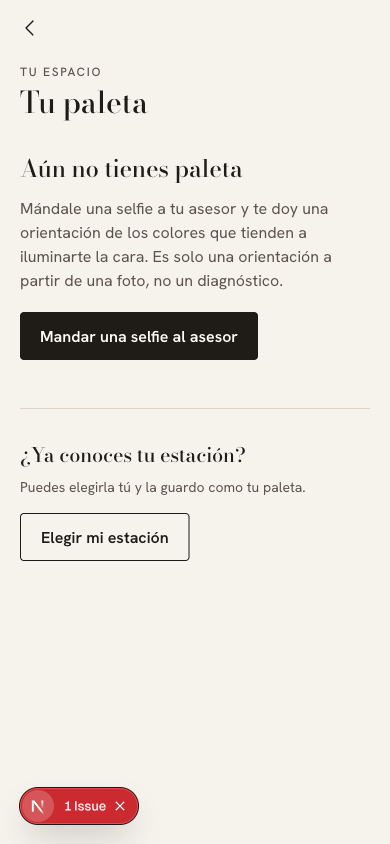 TU ESPACIO
Tu paleta
Aún no tienes paleta
Mándale una selfie a tu asesor y te doy una
orientación de los colores que tienden a
iluminarte la cara. Es solo una orientación a
partir de una foto, no un diagnóstico.
Mandar una selfie al asesor
¿Ya conoces tu estación?
Puedes elegirla tú y la guardo como tu paleta.
Elegir mi estación
N 1 Issue